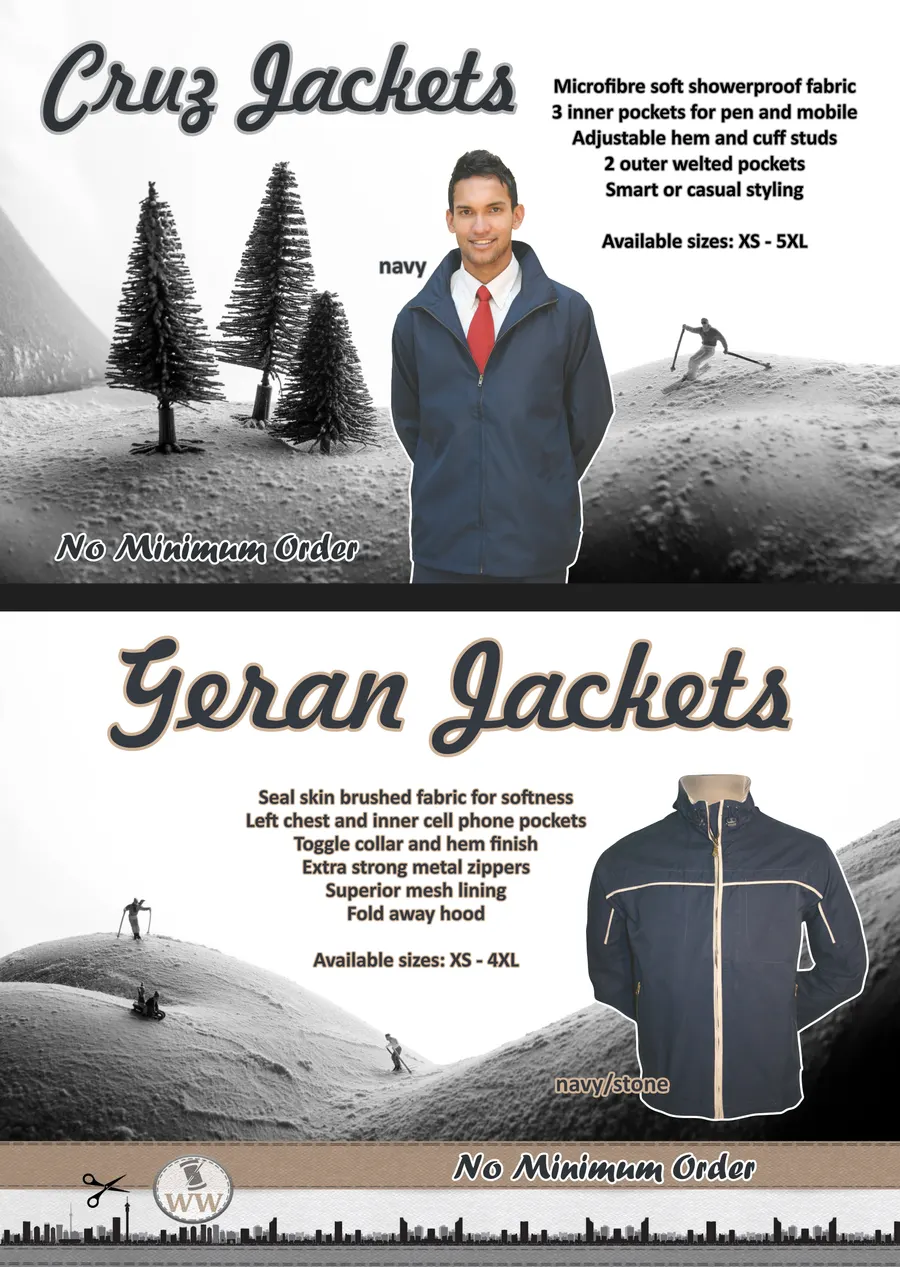 Cruz Jackets
Microfibre soft showerproof fabric
3 inner pockets for pen and mobile
Adjustable hem and cuff studs
2 outer welted pockets
Smart or casual styling
Available sizes: XS - 5XL
navy
No Minimum Order
Geran Jackets
Seal skin brushed fabric for softness
Left chest and inner cell phone pockets
Toggle collar and hem finish
Extra strong metal zippers
Superior mesh lining
Fold away hood
Available sizes: XS - 4XL
navy/stone
No Minimum Order
WW